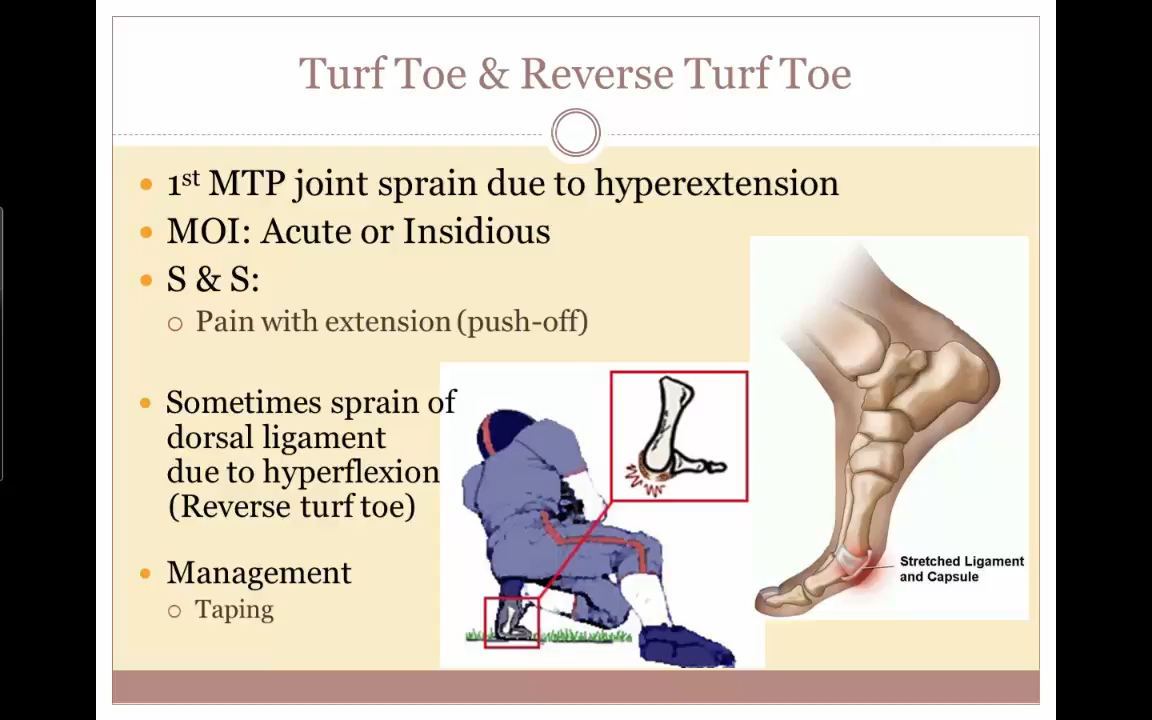 Turf Toe & Reverse Turf Toe
• 1st MTP joint sprain due to hyperextension
• MOI: Acute or Insidious
• S & S:
○ Pain with extension (push-off)
• Sometimes sprain of
dorsal ligament
due to hyperflexion
(Reverse turf toe)
• Management
○ Taping
Stretched Ligament
and Capsule